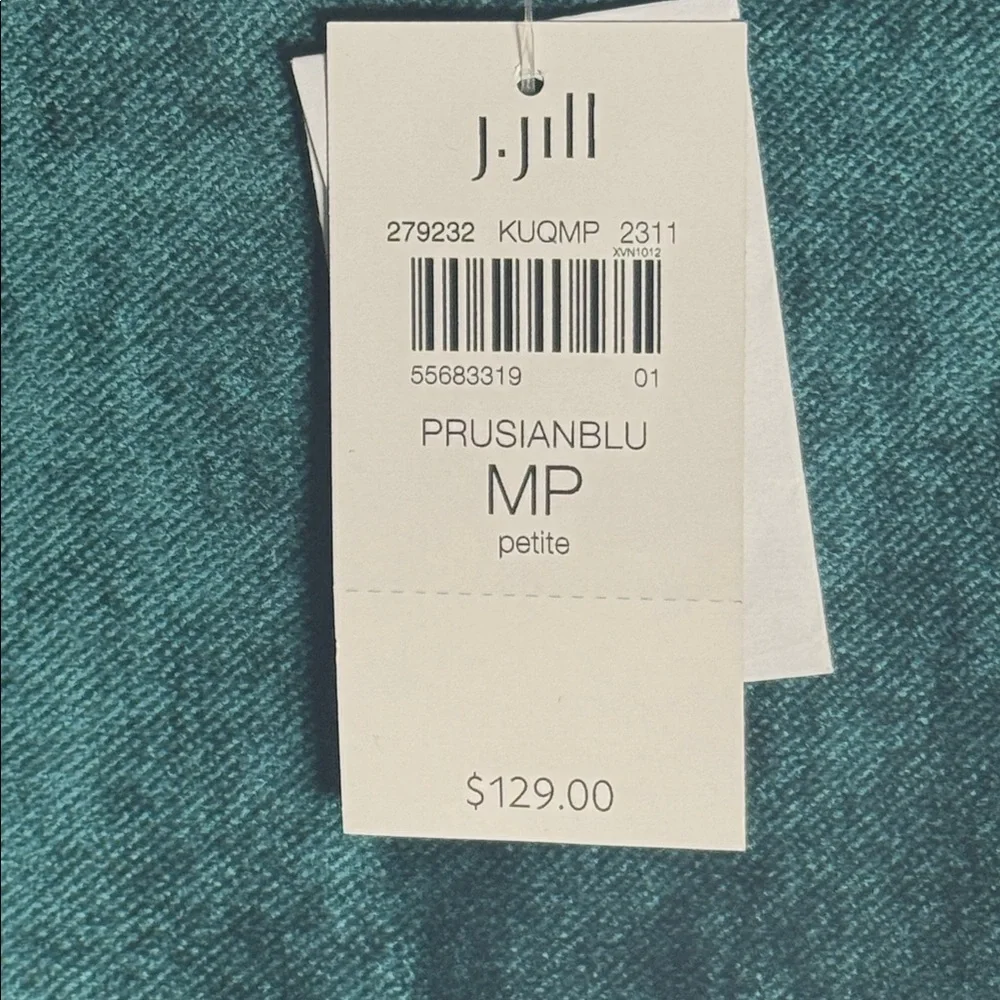 j.jill
279232 KUQMP 2311
XVN1012
55683319 01
PRUSIANBLU
MP
petite
$129.00